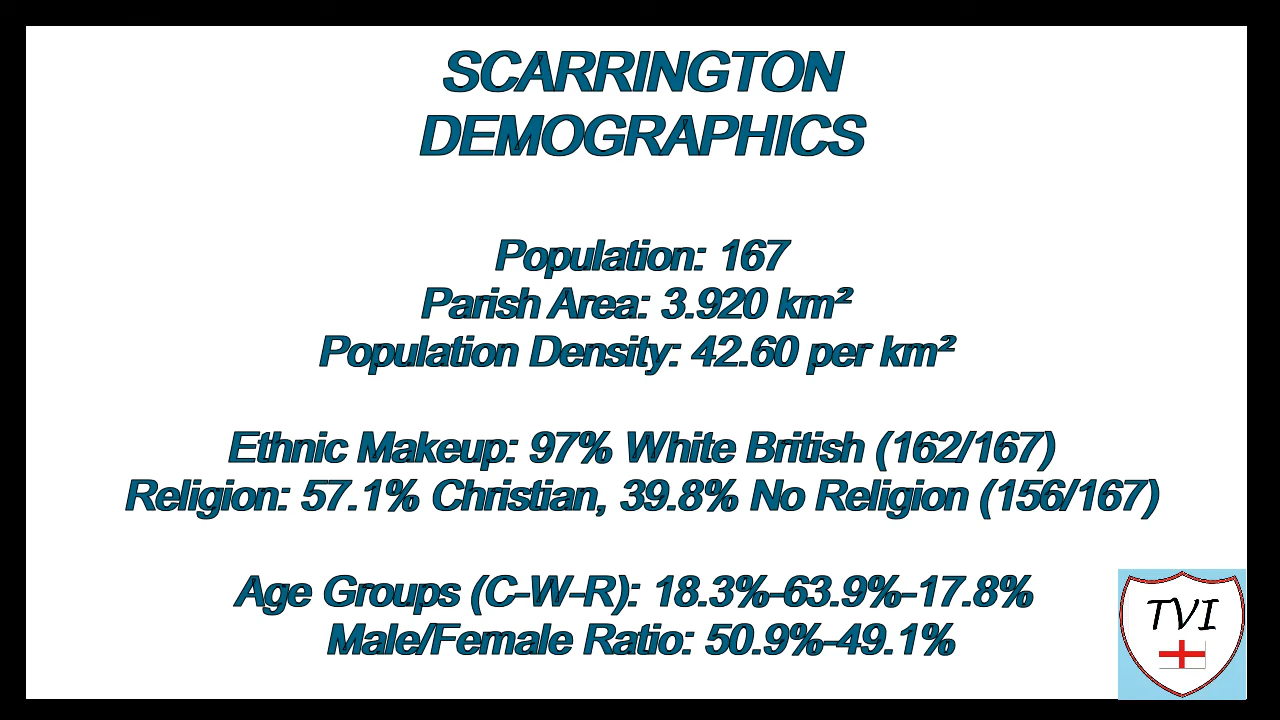 SCARRINGTON
DEMOGRAPHICS
Population: 167
Parish Area: 3.920 km²
Population Density: 42.60 per km²
Ethnic Makeup: 97% White British (162/167)
Religion: 57.1% Christian, 39.8% No Religion (156/167)
Age Groups (C-W-R): 18.3%-63.9%-17.8%
Male/Female Ratio: 50.9%-49.1%
TVI